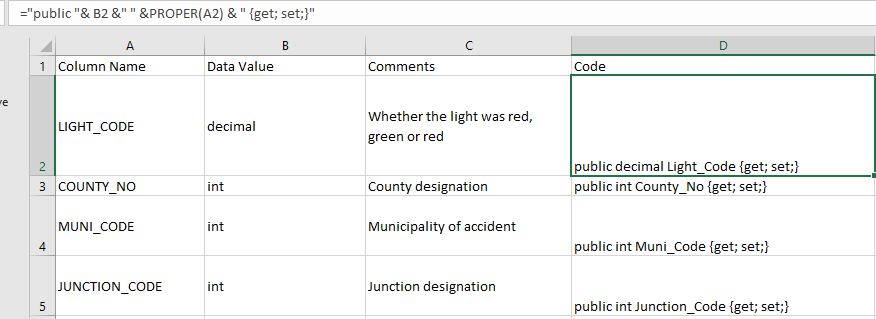 ="public "& B2 &" " &PROPER(A2) & " {get; set;}"
A B C D
1 Column Name Data Value Comments Code
ve
Whether the light was red,
LIGHT_CODE decimal
green or red
2 public decimal Light_Code {get; set;}
3 COUNTY_NO int County designation public int County_No {get; set;}
MUNI_CODE int Municipality of accident
4 public int Muni_Code {get; set;}
JUNCTION_CODE int Junction designation
5 public int Junction_Code {get; set;}